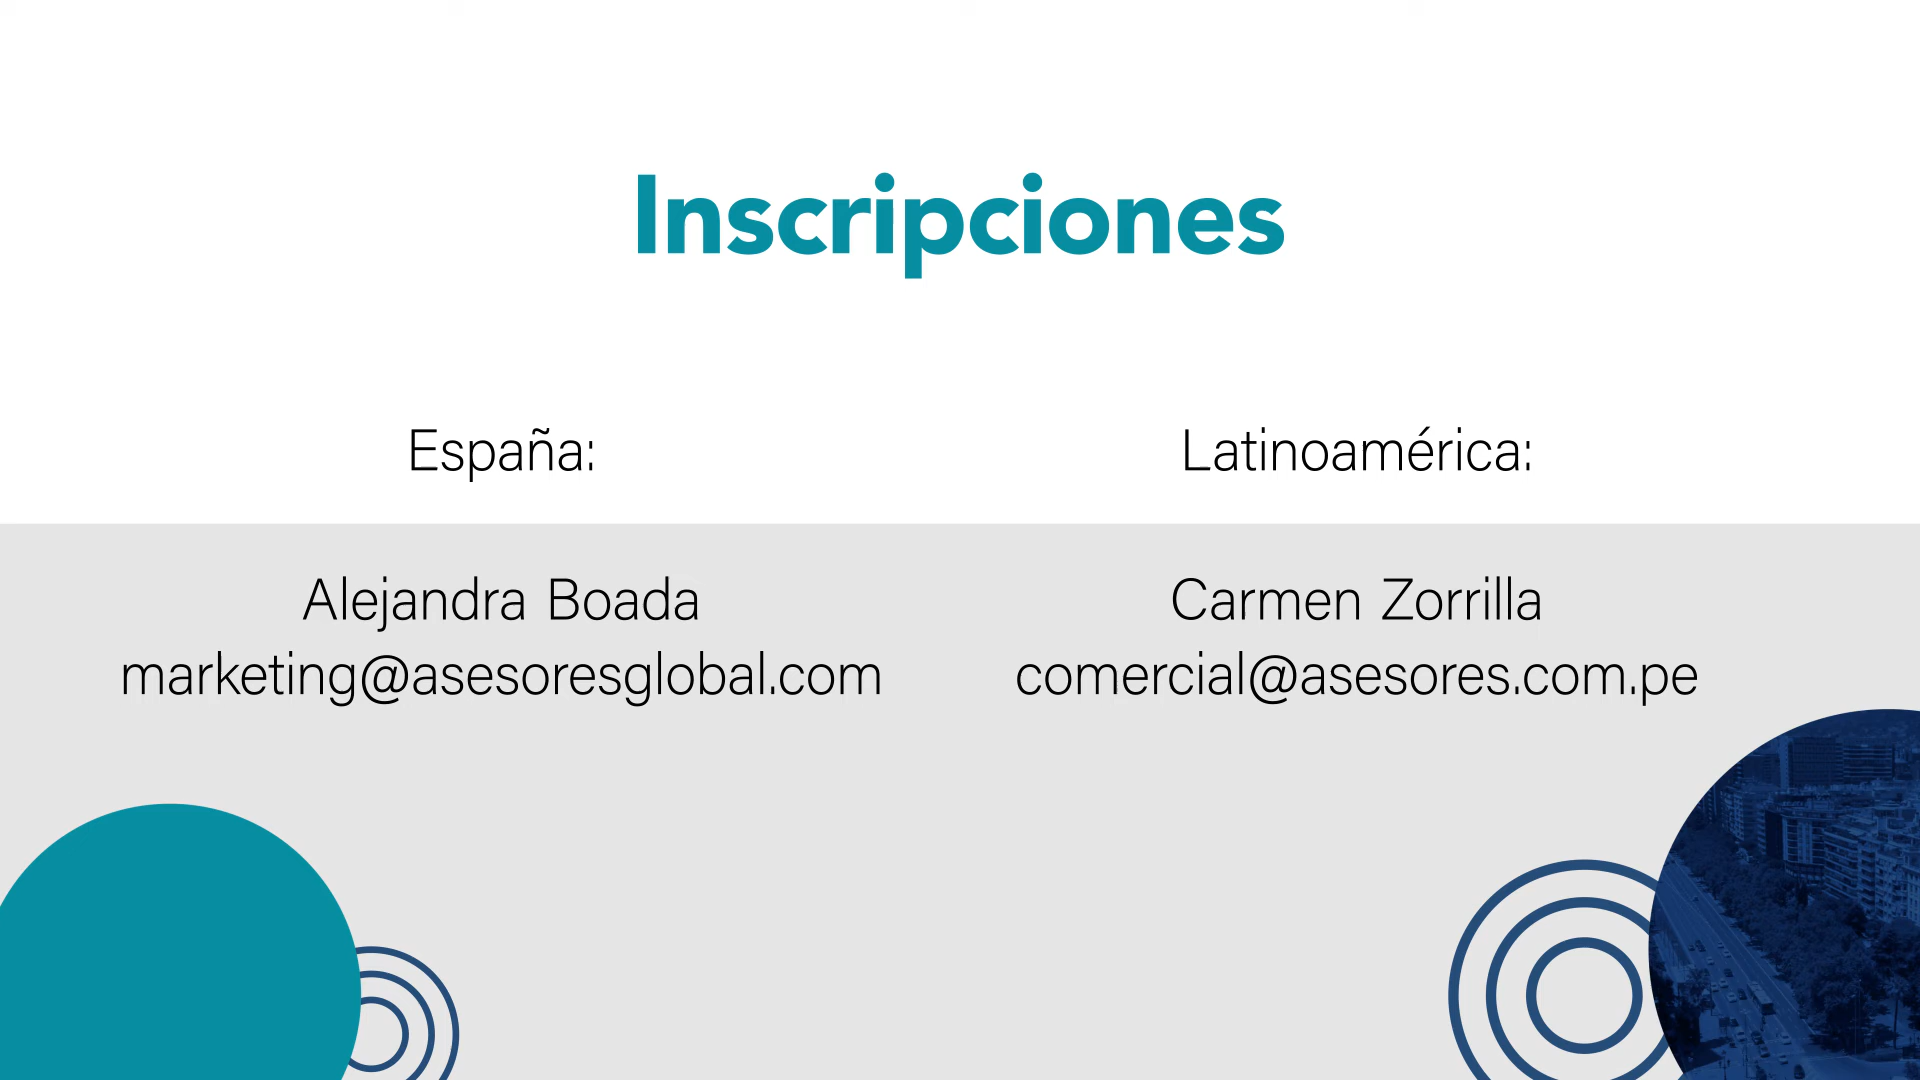 Inscripciones
España:
Alejandra Boada
marketing@asesoresglobal.com
Latinoamérica:
Carmen Zorrilla
comercial@asesores.com.pe